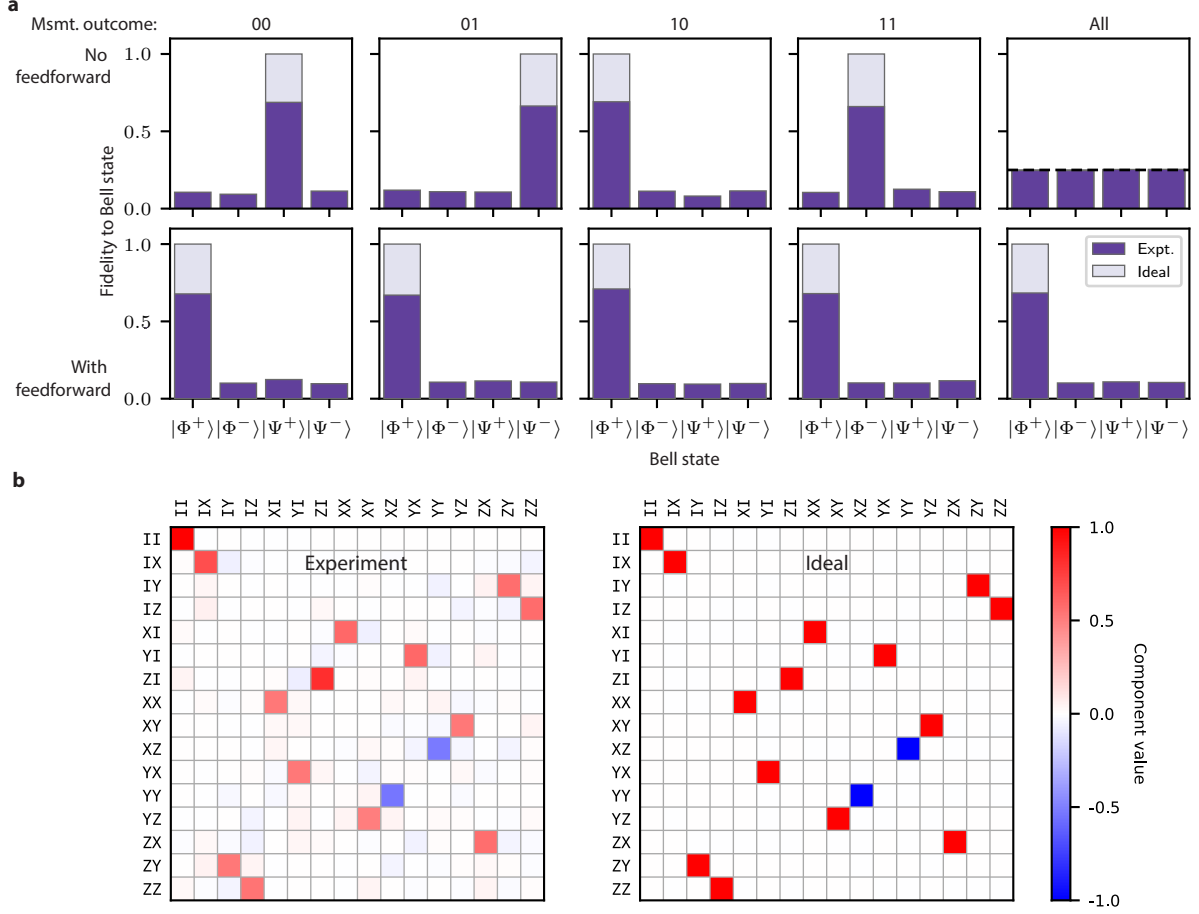 a
Msmt. outcome: 00 01 10 11 All
No feedforward
1.0
0.5
0.0
Fidelity to Bell state
With feedforward
1.0
0.5
0.0
Expt.
Ideal
|Φ⁺⟩ |Φ⁻⟩ |Ψ⁺⟩ |Ψ⁻⟩ |Φ⁺⟩ |Φ⁻⟩ |Ψ⁺⟩ |Ψ⁻⟩ |Φ⁺⟩ |Φ⁻⟩ |Ψ⁺⟩ |Ψ⁻⟩ |Φ⁺⟩ |Φ⁻⟩ |Ψ⁺⟩ |Ψ⁻⟩ |Φ⁺⟩ |Φ⁻⟩ |Ψ⁺⟩ |Ψ⁻⟩
Bell state
b
II IX IY IZ XI YI ZI XX XY XZ YX YY YZ ZX ZY ZZ
II
IX
IY
IZ
XI
YI
ZI
XX
XY
XZ
YX
YY
YZ
ZX
ZY
ZZ
Experiment
II IX IY IZ XI YI ZI XX XY XZ YX YY YZ ZX ZY ZZ
II
IX
IY
IZ
XI
YI
ZI
XX
XY
XZ
YX
YY
YZ
ZX
ZY
ZZ
Ideal
1.0
0.5
0.0
-0.5
-1.0
Component value